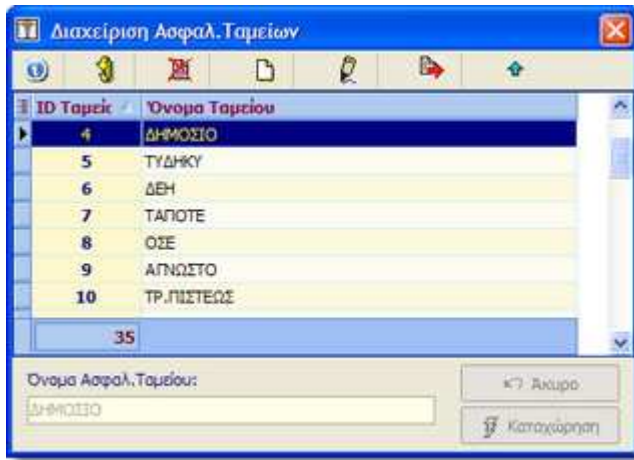 Διαχείριση Ασφαλ.Ταμείων
ID Ταμείς Όνομα Ταμείου
4 ΔΗΜΟΣΙΟ
5 ΤΥΔΗΚΥ
6 ΔΕΗ
7 ΤΑΠΟΤΕ
8 ΟΣΕ
9 ΑΓΝΩΣΤΟ
10 ΤΡ.ΠΙΣΤΕΩΣ
35
Όνομα Ασφαλ.Ταμείου:
ΔΗΜΟΣΙΟ
Άκυρο
Καταχώρηση